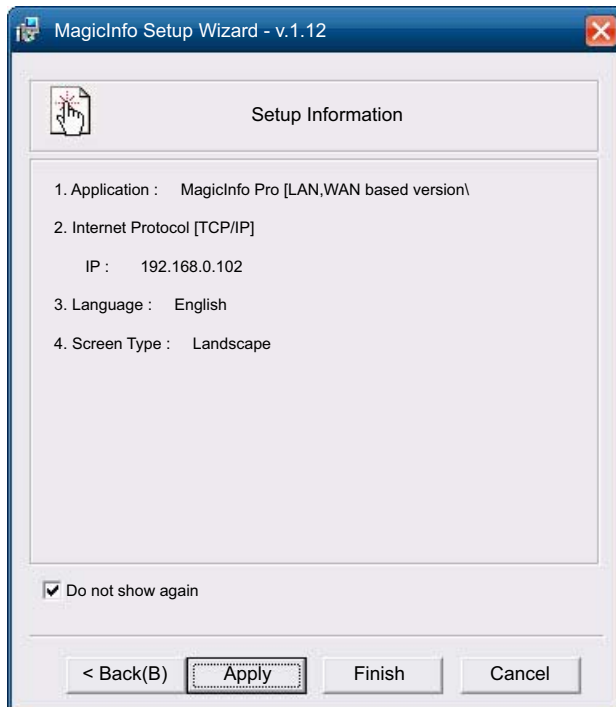 MagicInfo Setup Wizard - v.1.12
Setup Information
1. Application : MagicInfo Pro [LAN,WAN based version\
2. Internet Protocol [TCP/IP]
IP : 192.168.0.102
3. Language : English
4. Screen Type : Landscape
Do not show again
< Back(B) Apply Finish Cancel